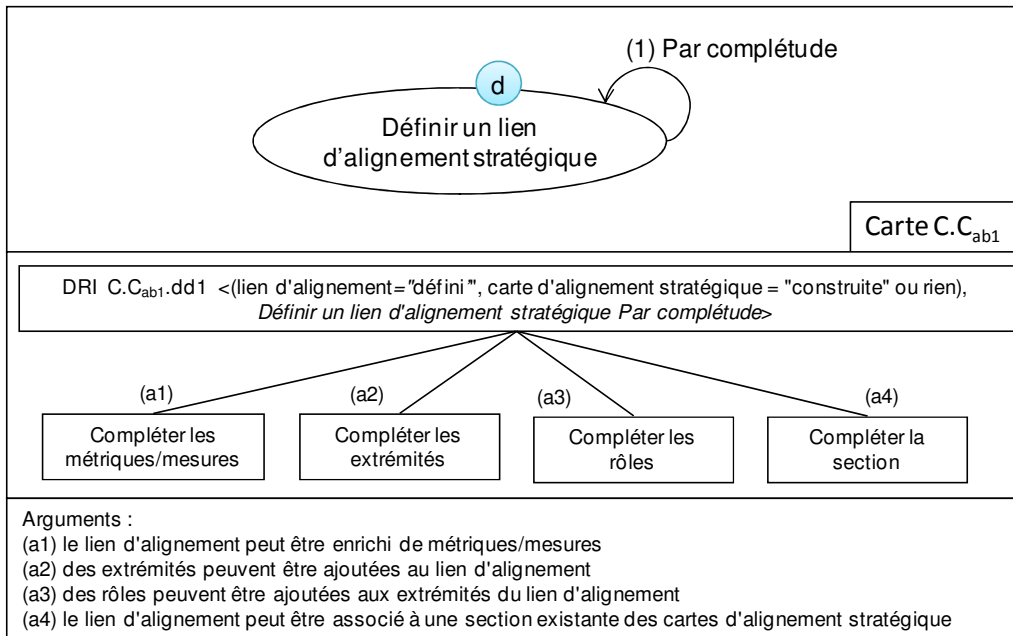 (1) Par complétude
d
Définir un lien
d'alignement stratégique
Carte C.Cab1
DRI C.Cab1.dd1 <(lien d'alignement="défini'", carte d'alignement stratégique = "construite" ou rien),
Définir un lien d'alignement stratégique Par complétude>
(a1) (a2) (a3) (a4)
Compléter les
métriques/mesures
Compléter les
extrémités
Compléter les
rôles
Compléter la
section
Arguments :
(a1) le lien d'alignement peut être enrichi de métriques/mesures
(a2) des extrémités peuvent être ajoutées au lien d'alignement
(a3) des rôles peuvent être ajoutées aux extrémités du lien d'alignement
(a4) le lien d'alignement peut être associé à une section existante des cartes d'alignement stratégique